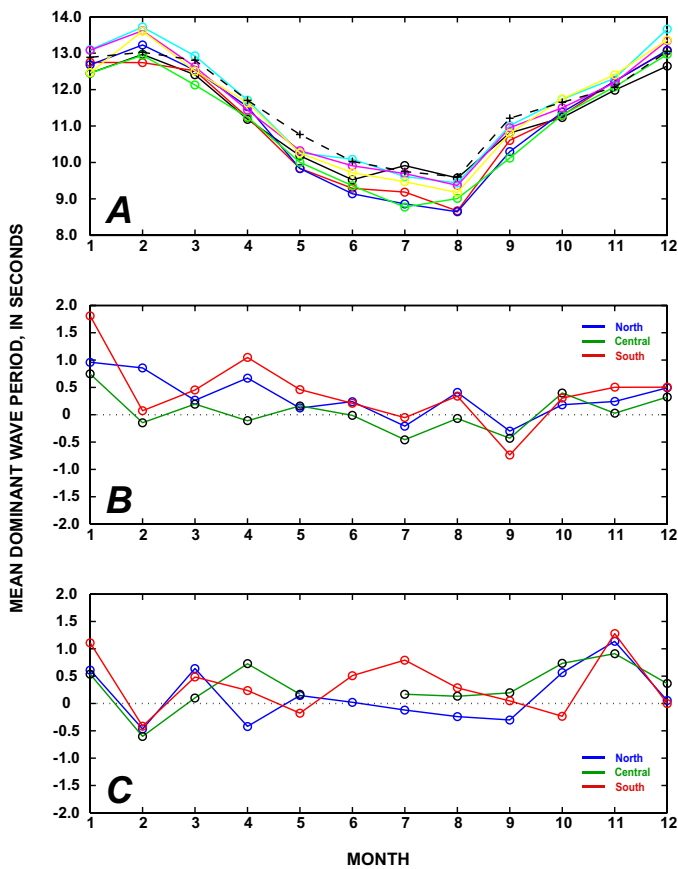 14.0
13.0
12.0
11.0
10.0
9.0
8.0
A
1 2 3 4 5 6 7 8 9 10 11 12
MEAN DOMINANT WAVE PERIOD, IN SECONDS
2.0
1.5
1.0
0.5
0
-0.5
-1.0
-1.5
-2.0
North
Central
South
B
1 2 3 4 5 6 7 8 9 10 11 12
2.0
1.5
1.0
0.5
0
-0.5
-1.0
-1.5
-2.0
North
Central
South
C
1 2 3 4 5 6 7 8 9 10 11 12
MONTH